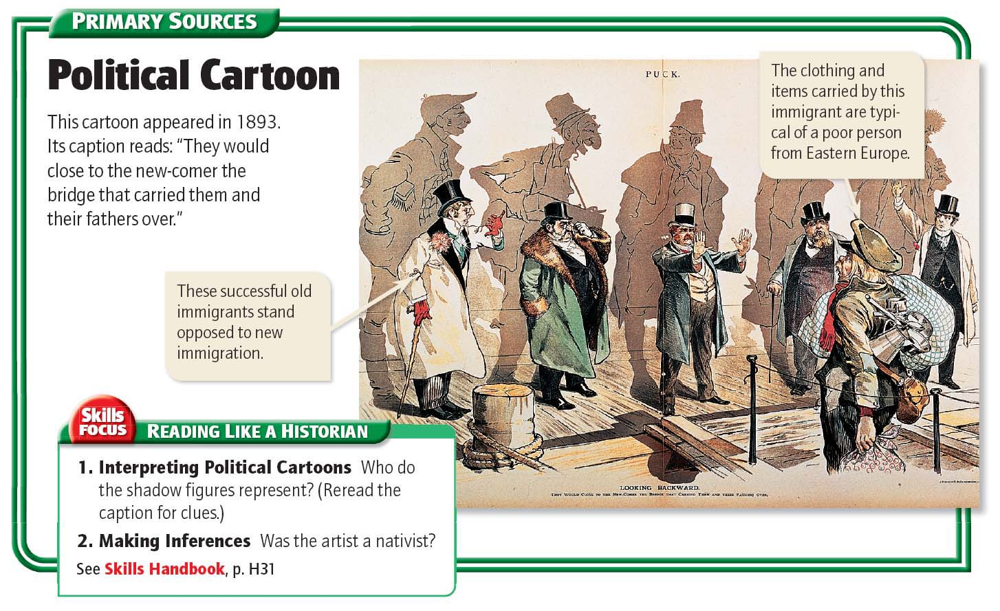 PRIMARY SOURCES
Political Cartoon
This cartoon appeared in 1893.
Its caption reads: “They would
close to the new-comer the
bridge that carried them and
their fathers over.”
PUCK.
The clothing and
items carried by this
immigrant are typi-
cal of a poor person
from Eastern Europe.
These successful old
immigrants stand
opposed to new
immigration.
LOOKING BACKWARD.
THEY WOULD CLOSE TO THE NEW-COMER THE BRIDGE THAT CARRIED THEM AND THEIR FATHERS OVER.
Skills
FOCUS
READING LIKE A HISTORIAN
1. Interpreting Political Cartoons Who do
the shadow figures represent? (Reread the
caption for clues.)
2. Making Inferences Was the artist a nativist?
See Skills Handbook, p. H31